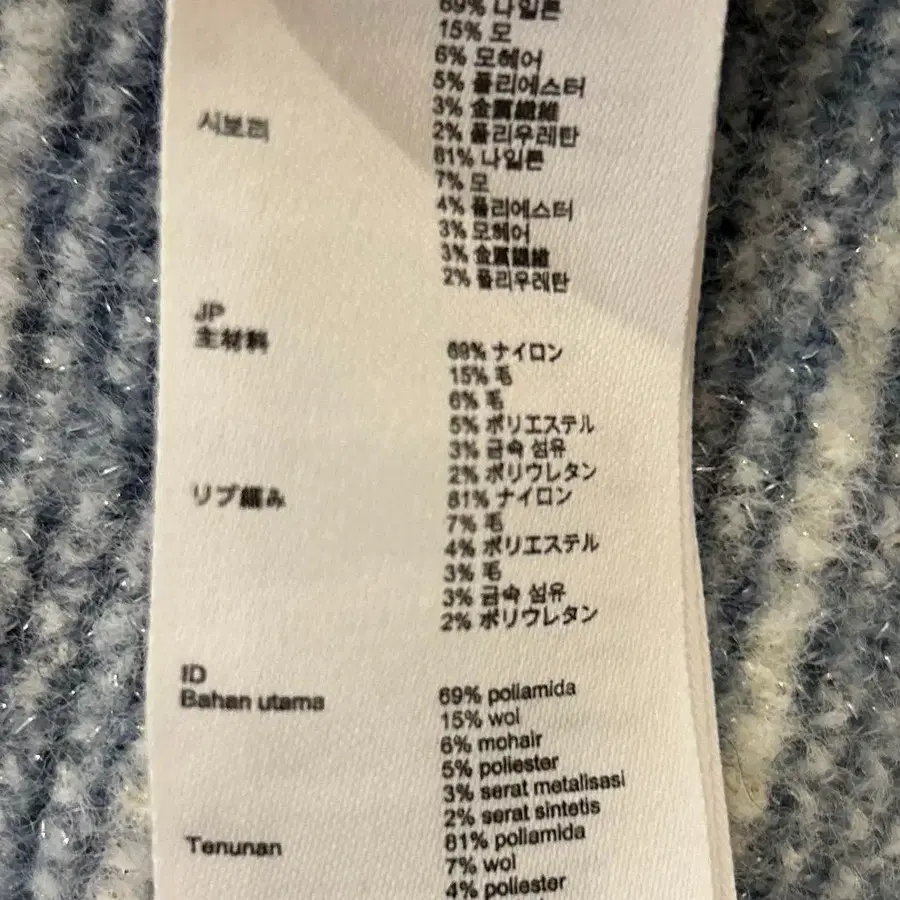 69% 나일론
15% 모
6% 모헤어
5% 폴리에스터
3% 金属繊維
시보리 2% 폴리우레탄
81% 나일론
7% 모
4% 폴리에스터
3% 모헤어
3% 金属繊維
2% 폴리우레탄
JP
主材料 69% ナイロン
15% 毛
6% 毛
5% ポリエステル
3% 금속 섬유
2% ポリウレタン
リブ編み 81% ナイロン
7% 毛
4% ポリエステル
3% 毛
3% 금속 섬유
2% ポリウレタン
ID
Bahan utama 69% poliamida
15% wol
6% mohair
5% poliester
3% serat metalisasi
2% serat sintetis
Tenunan 81% poliamida
7% wol
4% poliester